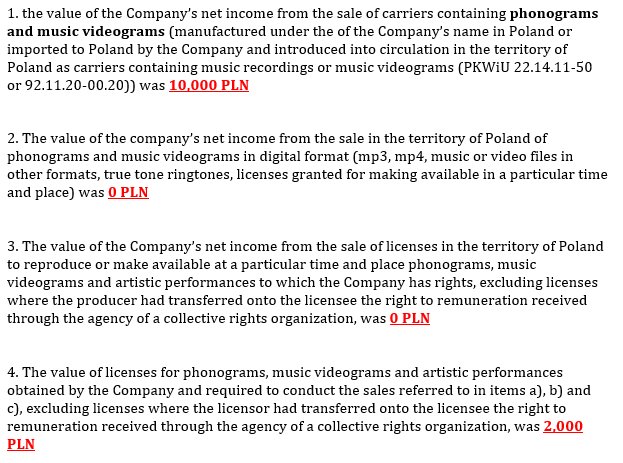 1. the value of the Company's net income from the sale of carriers containing phonograms
and music videograms (manufactured under the of the Company's name in Poland or
imported to Poland by the Company and introduced into circulation in the territory of
Poland as carriers containing music recordings or music videograms (PKWiU 22.14.11-50
or 92.11.20-00.20)) was 10,000 PLN
2. The value of the company's net income from the sale in the territory of Poland of
phonograms and music videograms in digital format (mp3, mp4, music or video files in
other formats, true tone ringtones, licenses granted for making available in a particular time
and place) was 0 PLN
3. The value of the Company's net income from the sale of licenses in the territory of Poland
to reproduce or make available at a particular time and place phonograms, music
videograms and artistic performances to which the Company has rights, excluding licenses
where the producer had transferred onto the licensee the right to remuneration received
through the agency of a collective rights organization, was 0 PLN
4. The value of licenses for phonograms, music videograms and artistic performances
obtained by the Company and required to conduct the sales referred to in items a), b) and
c), excluding licenses where the licensor had transferred onto the licensee the right to
remuneration received through the agency of a collective rights organization, was 2,000
PLN